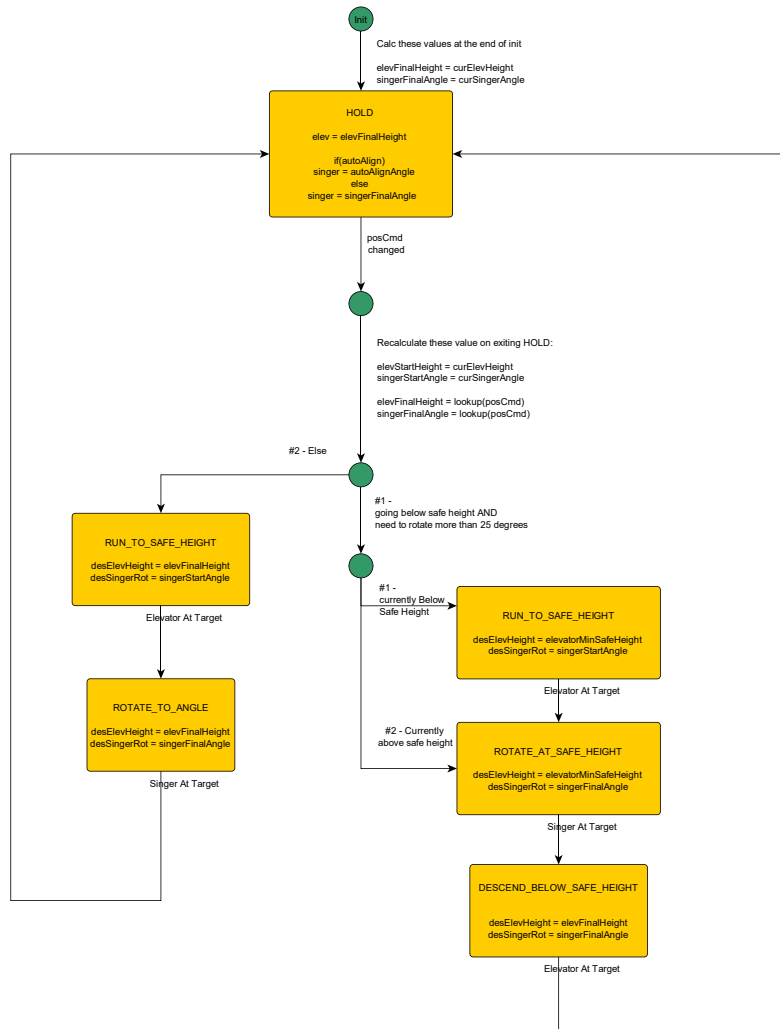 Init
Calc these values at the end of init
elevFinalHeight = curElevHeight
singerFinalAngle = curSingerAngle
HOLD
elev = elevFinalHeight
if(autoAlign)
singer = autoAlignAngle
else
singer = singerFinalAngle
posCmd
changed
Recalculate these value on exiting HOLD:
elevStartHeight = curElevHeight
singerStartAngle = curSingerAngle
elevFinalHeight = lookup(posCmd)
singerFinalAngle = lookup(posCmd)
#2 - Else
#1 -
going below safe height AND
need to rotate more than 25 degrees
RUN_TO_SAFE_HEIGHT
desElevHeight = elevFinalHeight
desSingerRot = singerStartAngle
Elevator At Target
ROTATE_TO_ANGLE
desElevHeight = elevFinalHeight
desSingerRot = singerFinalAngle
Singer At Target
#1 -
currently Below
Safe Height
RUN_TO_SAFE_HEIGHT
desElevHeight = elevatorMinSafeHeight
desSingerRot = singerStartAngle
Elevator At Target
#2 - Currently
above safe height
ROTATE_AT_SAFE_HEIGHT
desElevHeight = elevatorMinSafeHeight
desSingerRot = singerFinalAngle
Singer At Target
DESCEND_BELOW_SAFE_HEIGHT
desElevHeight = elevFinalHeight
desSingerRot = singerFinalAngle
Elevator At Target